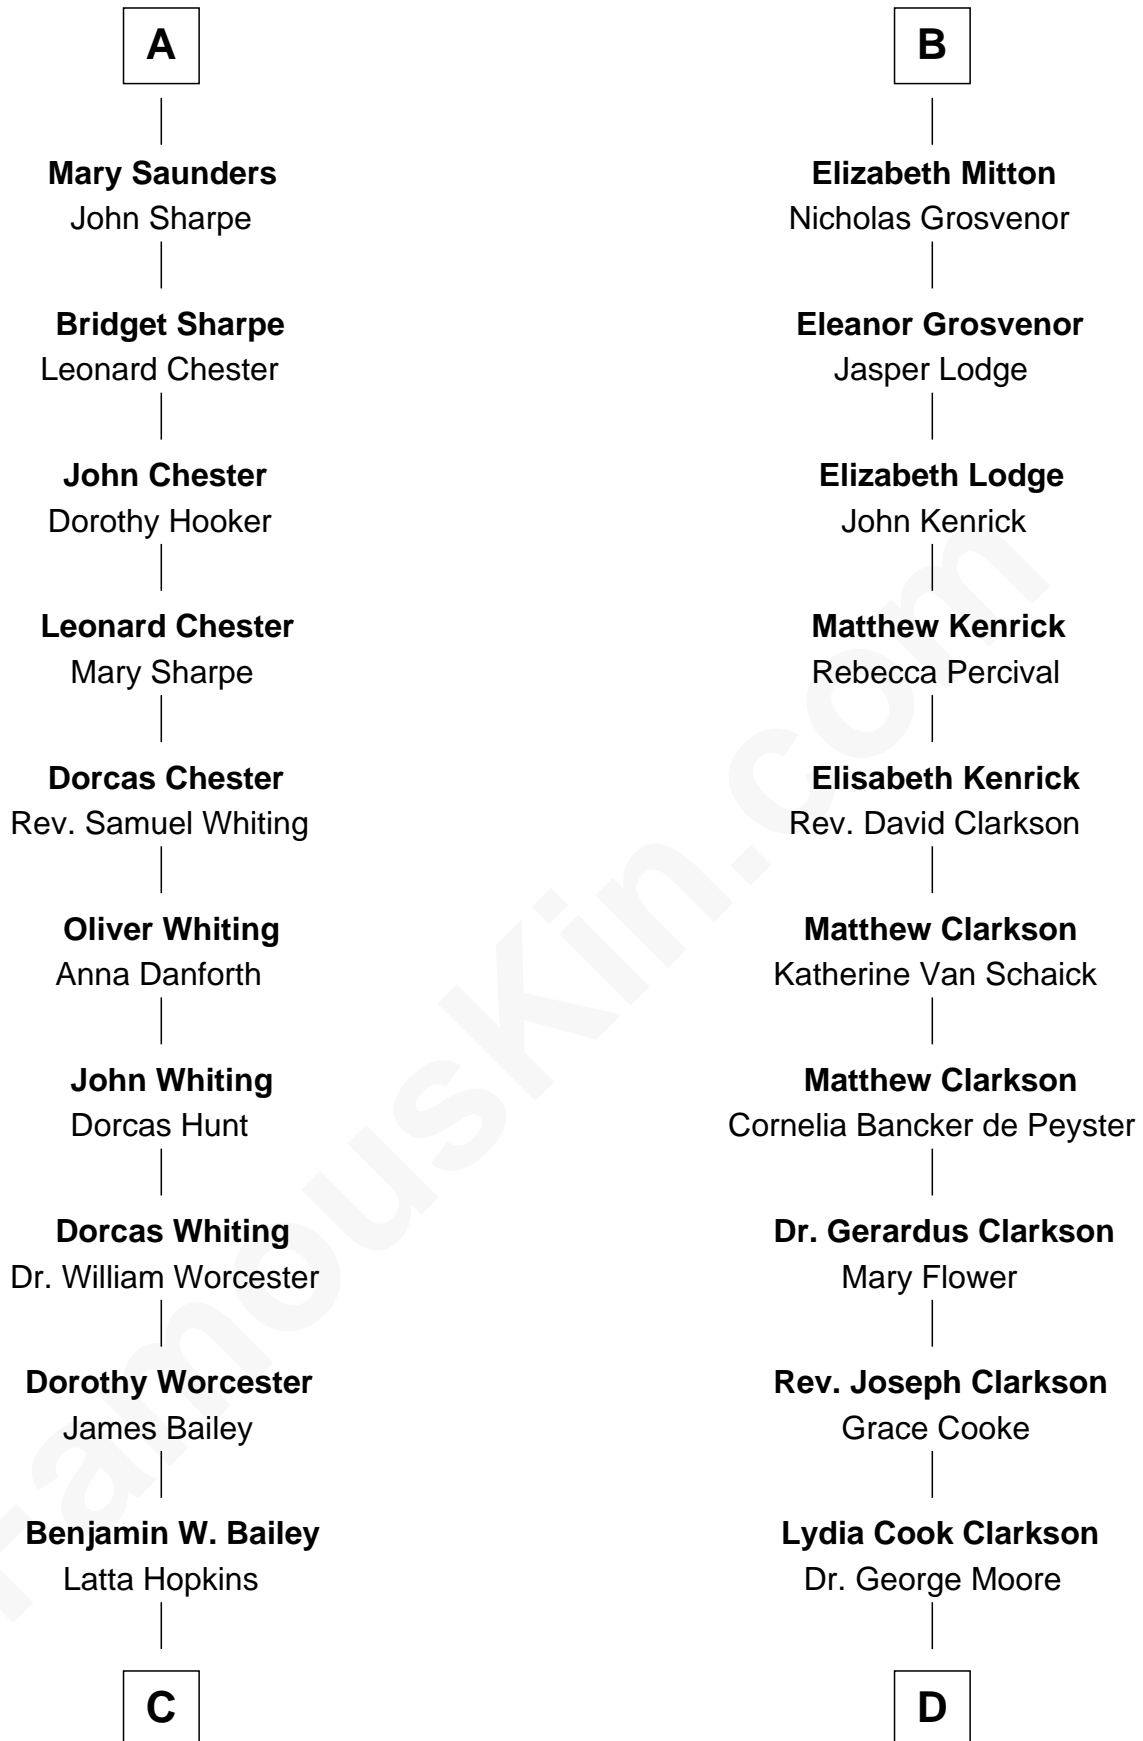 A
Mary Saunders
John Sharpe
Bridget Sharpe
Leonard Chester
John Chester
Dorothy Hooker
Leonard Chester
Mary Sharpe
Dorcas Chester
Rev. Samuel Whiting
Oliver Whiting
Anna Danforth
John Whiting
Dorcas Hunt
Dorcas Whiting
Dr. William Worcester
Dorothy Worcester
James Bailey
Benjamin W. Bailey
Latta Hopkins
C
B
Elizabeth Mitton
Nicholas Grosvenor
Eleanor Grosvenor
Jasper Lodge
Elizabeth Lodge
John Kenrick
Matthew Kenrick
Rebecca Percival
Elisabeth Kenrick
Rev. David Clarkson
Matthew Clarkson
Katherine Van Schaick
Matthew Clarkson
Cornelia Bancker de Peyster
Dr. Gerardus Clarkson
Mary Flower
Rev. Joseph Clarkson
Grace Cooke
Lydia Cook Clarkson
Dr. George Moore
D
FamousKin.com